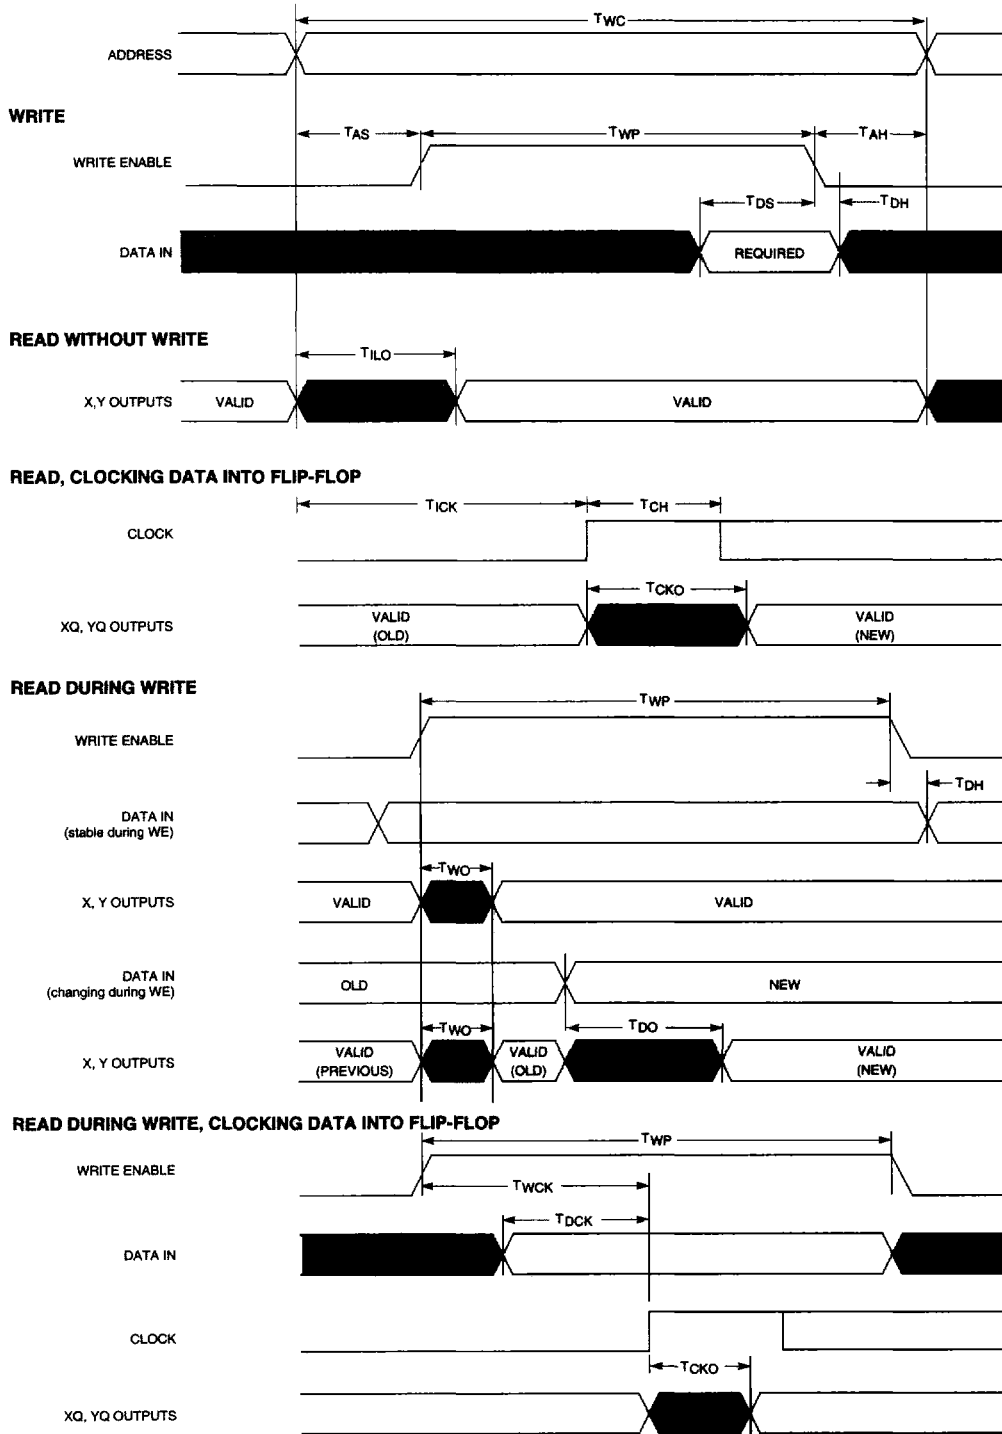 TWC
ADDRESS
WRITE
TAS TWP TAH
WRITE ENABLE
TDS TDH
DATA IN REQUIRED
READ WITHOUT WRITE
TILO
X,Y OUTPUTS VALID VALID
READ, CLOCKING DATA INTO FLIP-FLOP
TICK TCH
CLOCK
TCKO
XQ, YQ OUTPUTS VALID (OLD) VALID (NEW)
READ DURING WRITE
TWP
WRITE ENABLE
TDH
DATA IN
(stable during WE)
TWO
X, Y OUTPUTS VALID VALID
DATA IN
(changing during WE) OLD NEW
TWO TDO
X, Y OUTPUTS VALID (PREVIOUS) VALID (OLD) VALID (NEW)
READ DURING WRITE, CLOCKING DATA INTO FLIP-FLOP
TWP
WRITE ENABLE
TWCK
TDCK
DATA IN
CLOCK
TCKO
XQ, YQ OUTPUTS